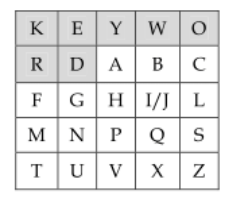 K E Y W O
R D A B C
F G H I/J L
M N P Q S
T U V X Z